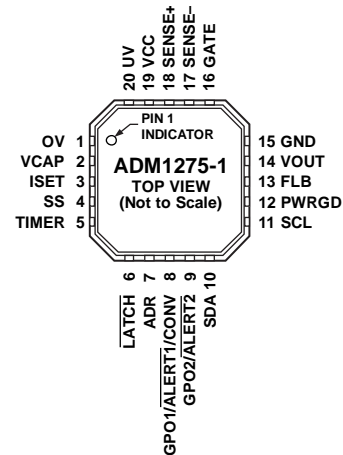 20 UV
19 VCC
18 SENSE+
17 SENSE–
16 GATE
PIN 1
INDICATOR
OV 1
VCAP 2
ISET 3
SS 4
TIMER 5
ADM1275-1
TOP VIEW
(Not to Scale)
15 GND
14 VOUT
13 FLB
12 PWRGD
11 SCL
LATCH 6
ADR 7
GPO1/ALERT1/CONV 8
GPO2/ALERT2 9
SDA 10